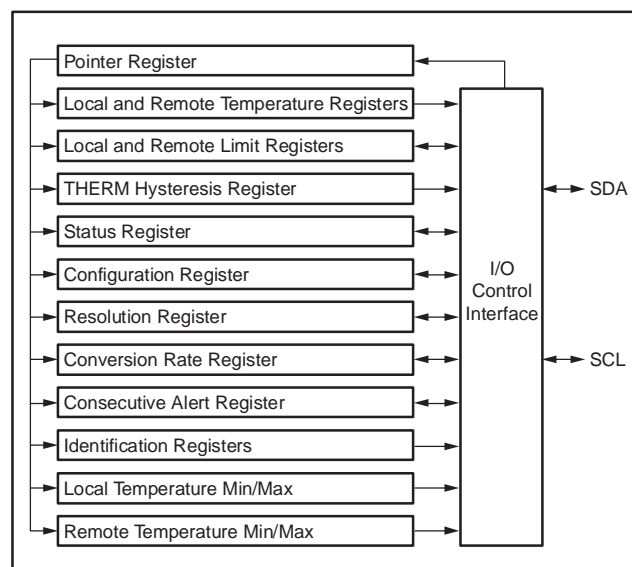 Pointer Register
Local and Remote Temperature Registers
Local and Remote Limit Registers
THERM Hysteresis Register
SDA
Status Register
Configuration Register
I/O
Control
Interface
Resolution Register
Conversion Rate Register
SCL
Consecutive Alert Register
Identification Registers
Local Temperature Min/Max
Remote Temperature Min/Max